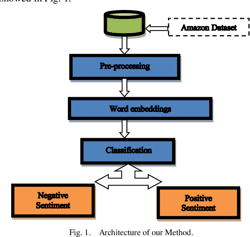 showed in Fig. 1.
Amazon Dataset
Pre-processing
Word embeddings
Classification
Negative
Sentiment
Positive
Sentiment
Fig. 1. Architecture of our Method.